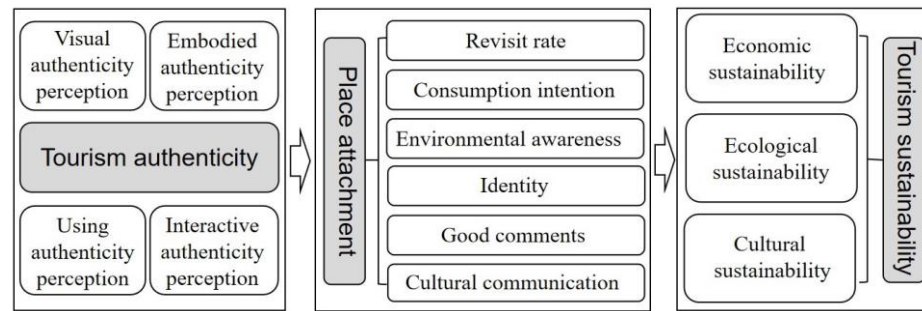 Visual
authenticity
perception
Embodied
authenticity
perception
Tourism authenticity
Using
authenticity
perception
Interactive
authenticity
perception
Place attachment
Revisit rate
Consumption intention
Environmental awareness
Identity
Good comments
Cultural communication
Economic
sustainability
Ecological
sustainability
Cultural
sustainability
Tourism sustainability